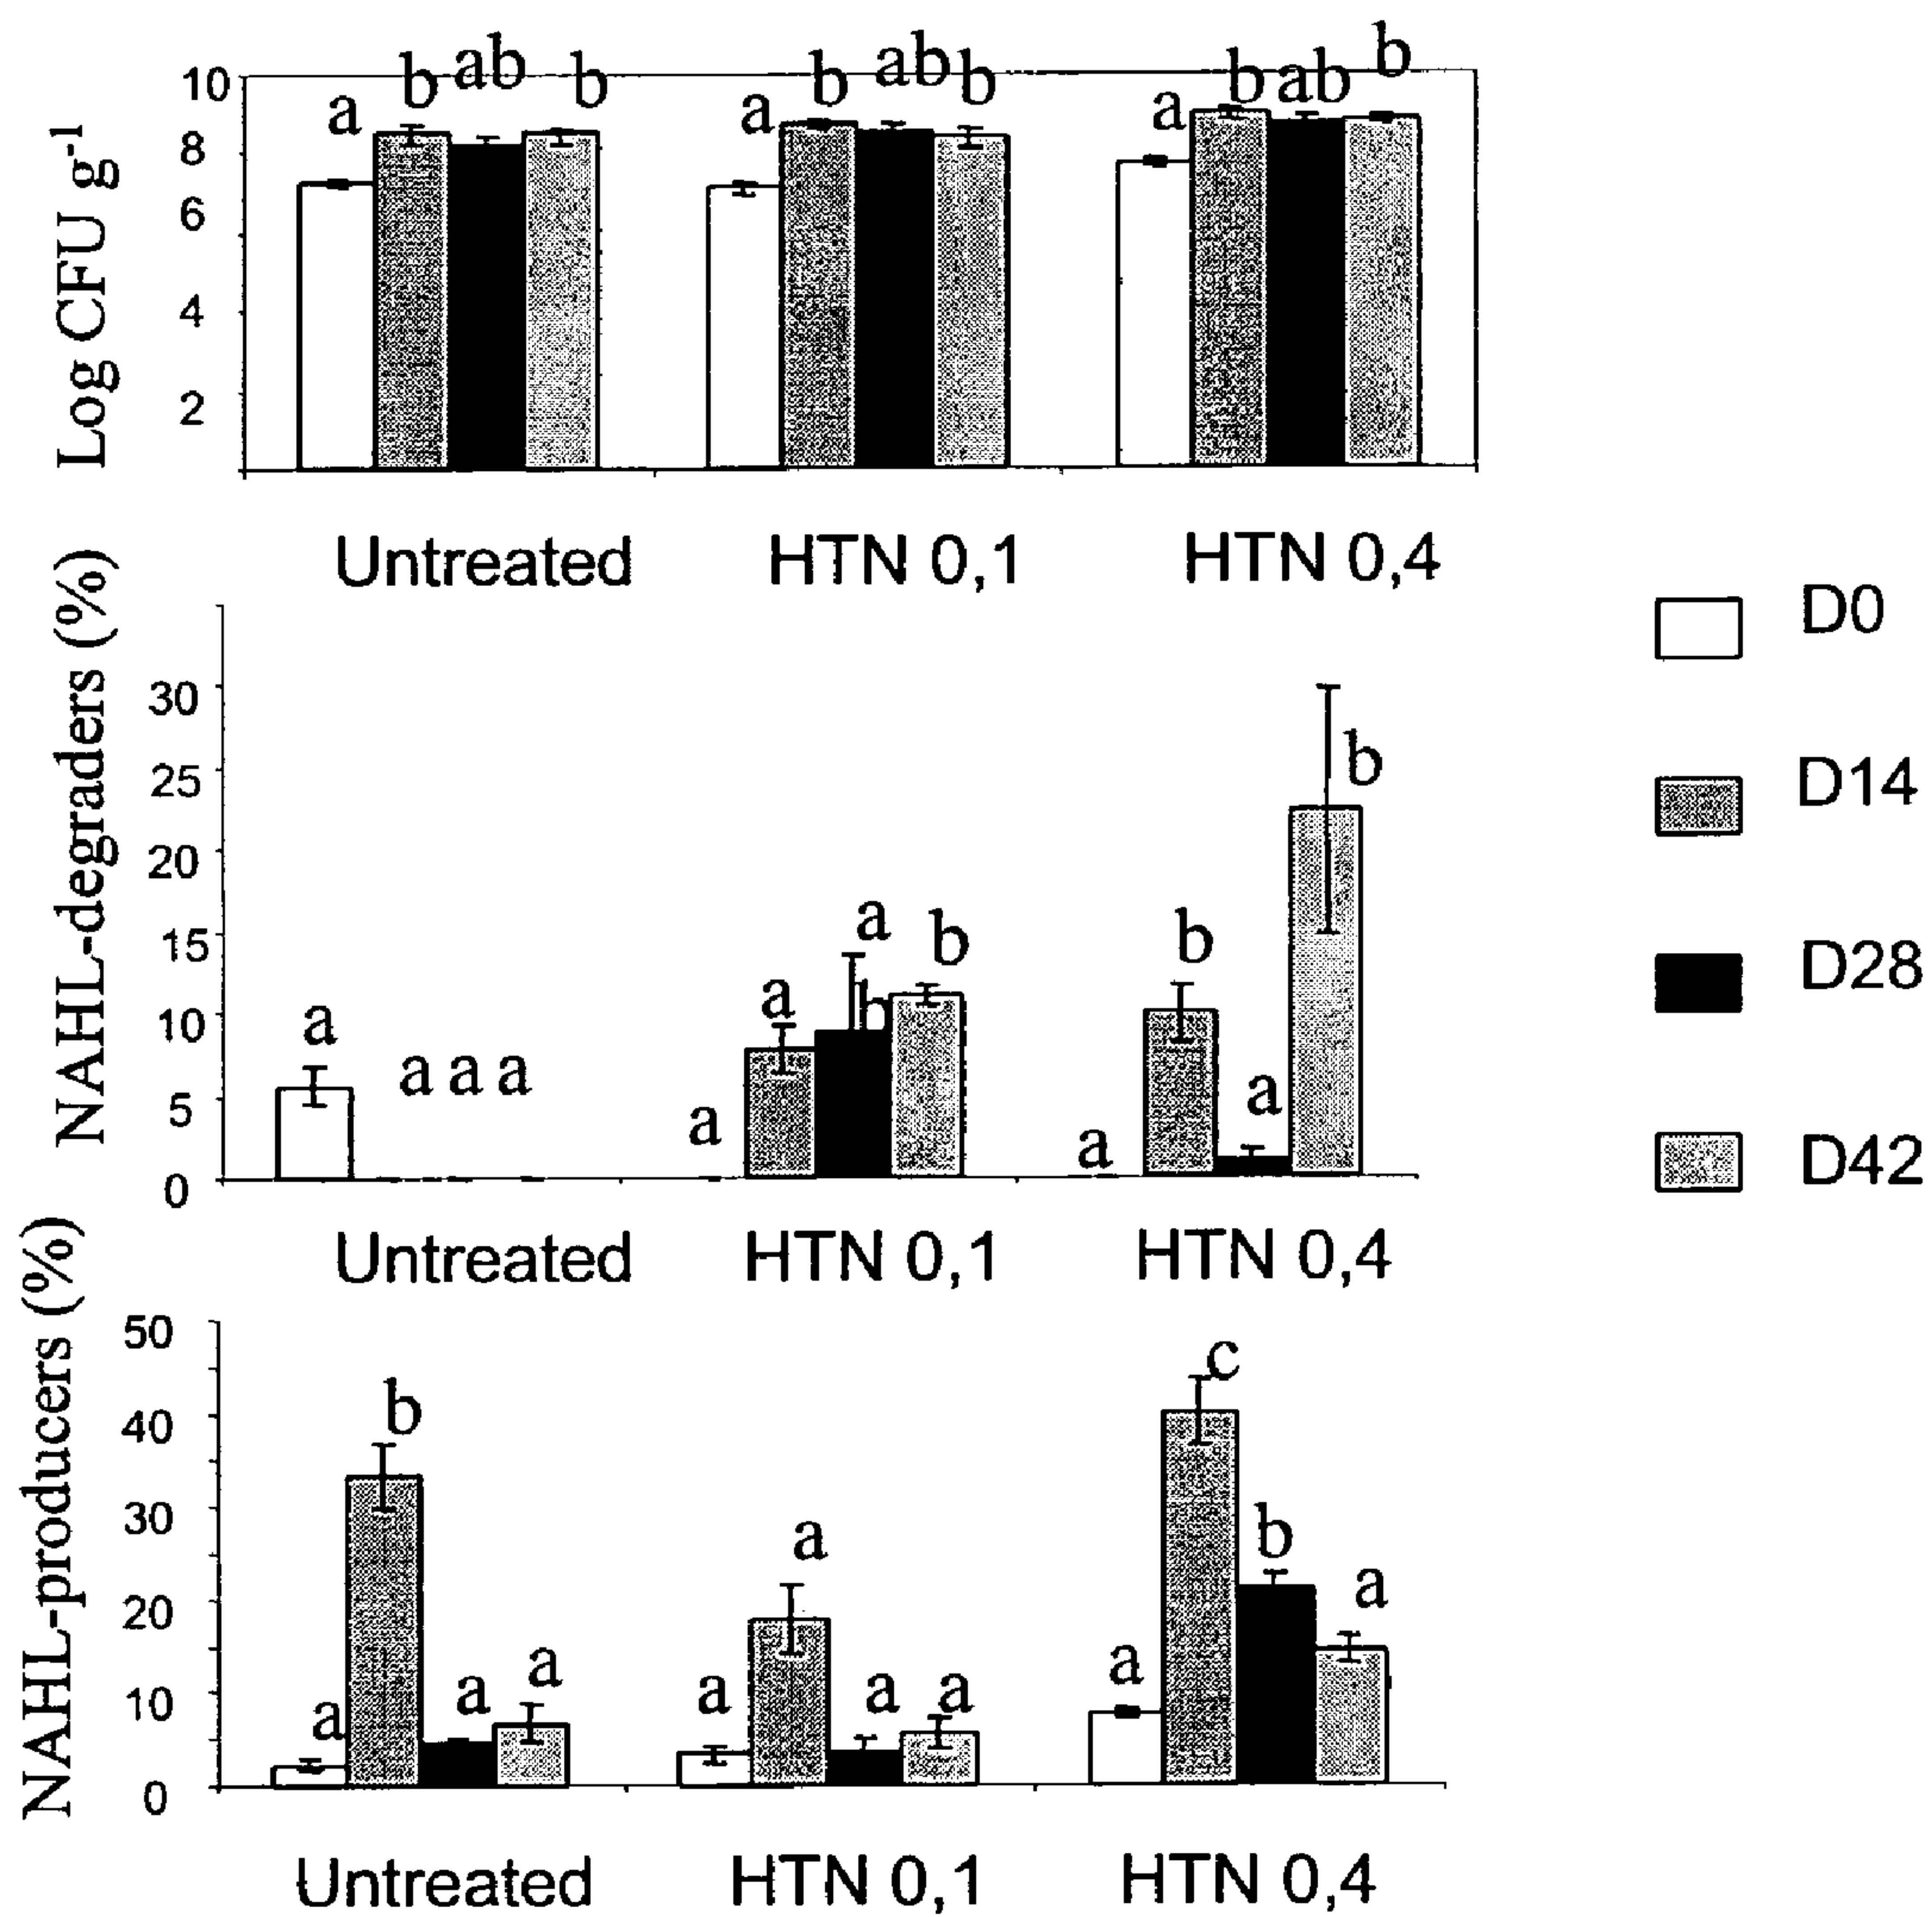 Log CFU g-1
10
8
6
4
2
a b ab b a b ab b a b ab b
Untreated HTN 0,1 HTN 0,4
NAHL-degraders (%)
30
25
20
15
10
5
0
a a a a a a a b b a b a b
Untreated HTN 0,1 HTN 0,4
NAHL-producers (%)
50
40
30
20
10
0
a b a a a a a a a c b a
Untreated HTN 0,1 HTN 0,4
D0
D14
D28
D42